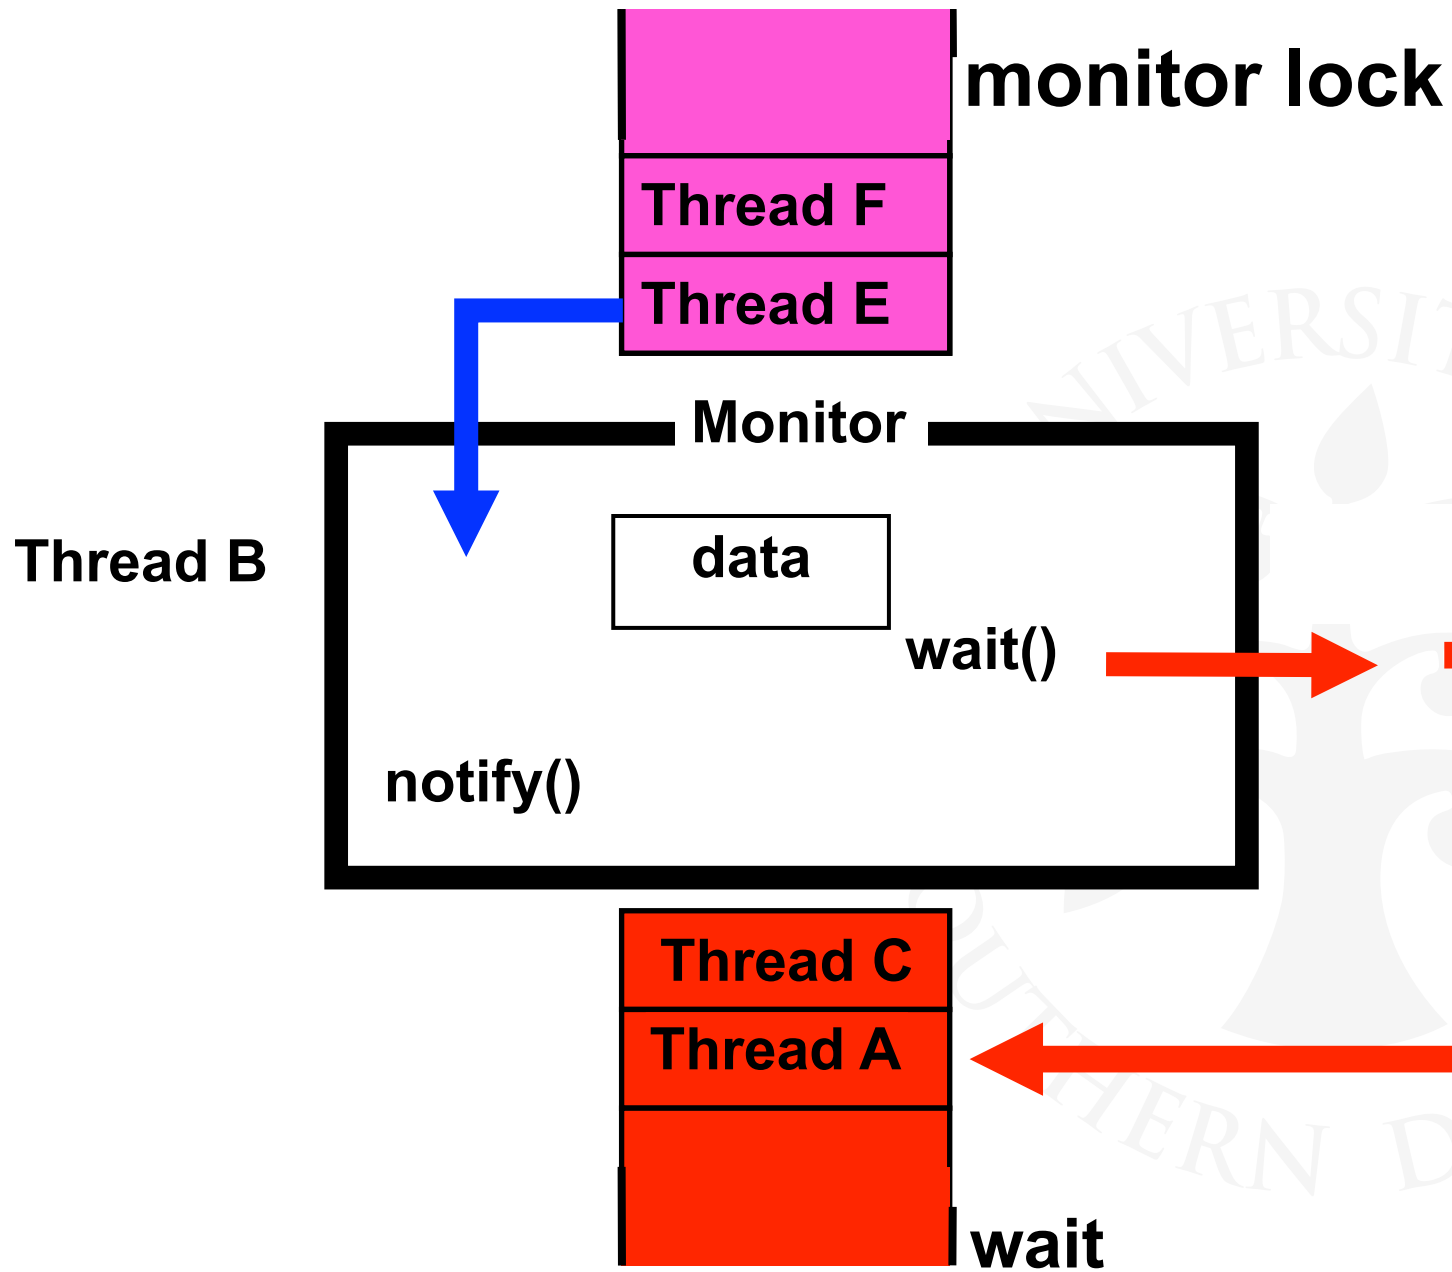 monitor lock
Thread F
Thread E
Monitor
Thread B
data
wait()
notify()
Thread C
Thread A
wait